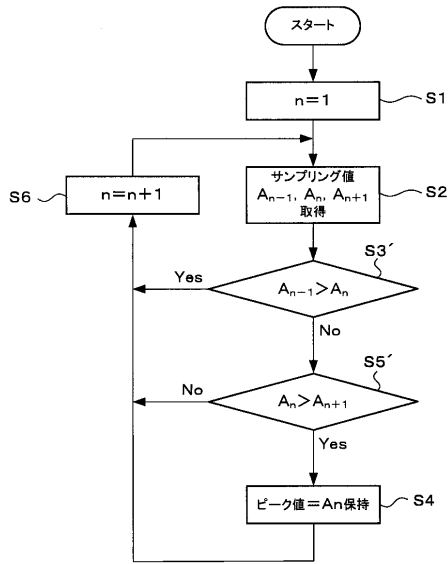 スタート
n=1
S1
サンプリング値
An-1, An, An+1
取得
S2
S6
n=n+1
S3´
An-1>An
Yes
No
S5´
An>An+1
No
Yes
ピーク値=An保持
S4